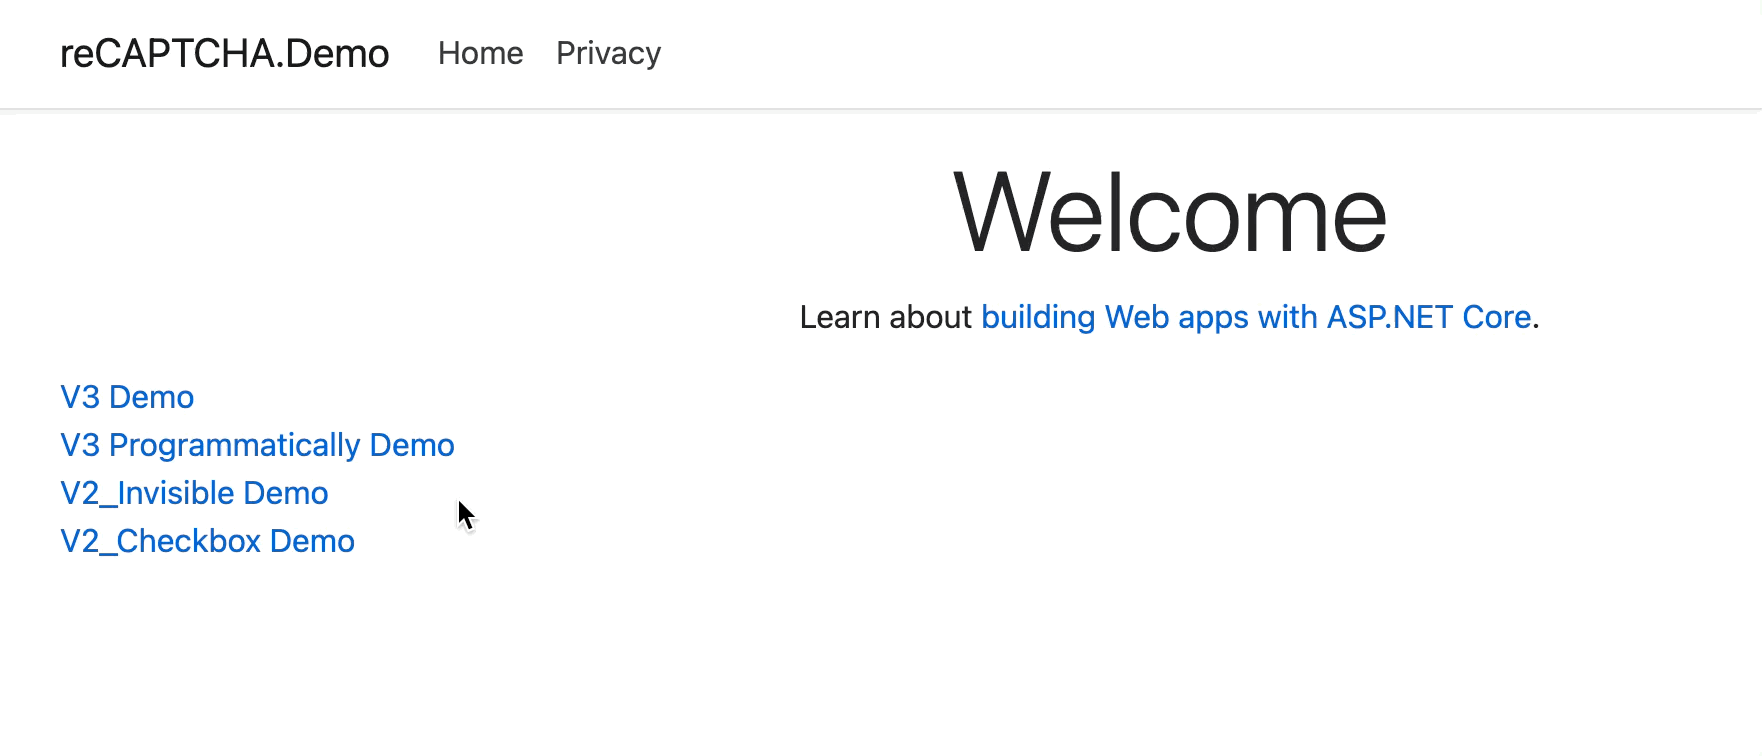 reCAPTCHA.Demo Home Privacy
Welcome
Learn about building Web apps with ASP.NET Core.
V3 Demo
V3 Programmatically Demo
V2_Invisible Demo
V2_Checkbox Demo